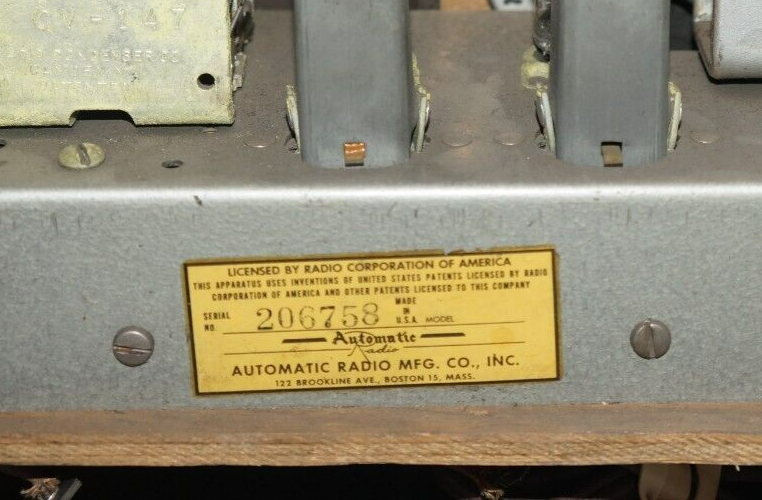 CV-147
LICENSED BY RADIO CORPORATION OF AMERICA
THIS APPARATUS USES INVENTIONS OF UNITED STATES PATENTS LICENSED BY RADIO
CORPORATION OF AMERICA AND OTHER PATENTS LICENSED TO THIS COMPANY
SERIAL NO. 206758 MADE IN U.S.A. MODEL
Automatic
Radio
AUTOMATIC RADIO MFG. CO., INC.
122 BROOKLINE AVE., BOSTON 15, MASS.